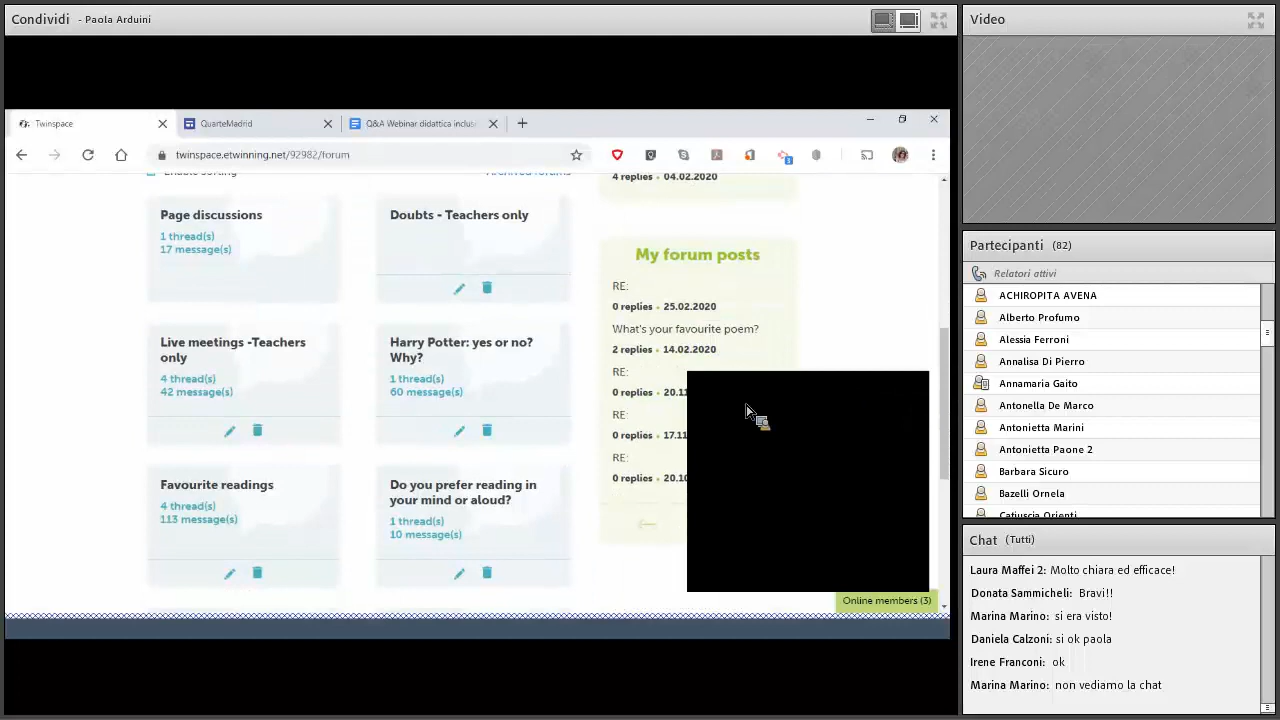 Condividi - Paola Arduini
Twinspace
QuarteMadrid
Q&A Webinar didattica inclus
twinspace.etwinning.net/92982/forum
3
Page discussions
1 thread(s)
17 message(s)
Doubts - Teachers only
Live meetings -Teachers
only
4 thread(s)
42 message(s)
Harry Potter: yes or no?
Why?
1 thread(s)
60 message(s)
Favourite readings
4 thread(s)
113 message(s)
Do you prefer reading in
your mind or aloud?
1 thread(s)
10 message(s)
4 replies • 04.02.2020
My forum posts
RE:
0 replies • 25.02.2020
What's your favourite poem?
2 replies • 14.02.2020
RE:
0 replies • 20.11
RE:
0 replies • 17.11
RE:
0 replies • 20.10
Online members (3)
Video
Partecipanti (82)
Relatori attivi
ACHIROPITA AVENA
Alberto Profumo
Alessia Ferroni
Annalisa Di Pierro
Annamaria Gaito
Antonella De Marco
Antonietta Marini
Antonietta Paone 2
Barbara Sicuro
Bazelli Ornela
Catiuscia Orienti
Chat (Tutti)
Laura Maffei 2: Molto chiara ed efficace!
Donata Sammicheli: Bravi!!
Marina Marino: si era visto!
Daniela Calzoni: si ok paola
Irene Franconi: ok
Marina Marino: non vediamo la chat